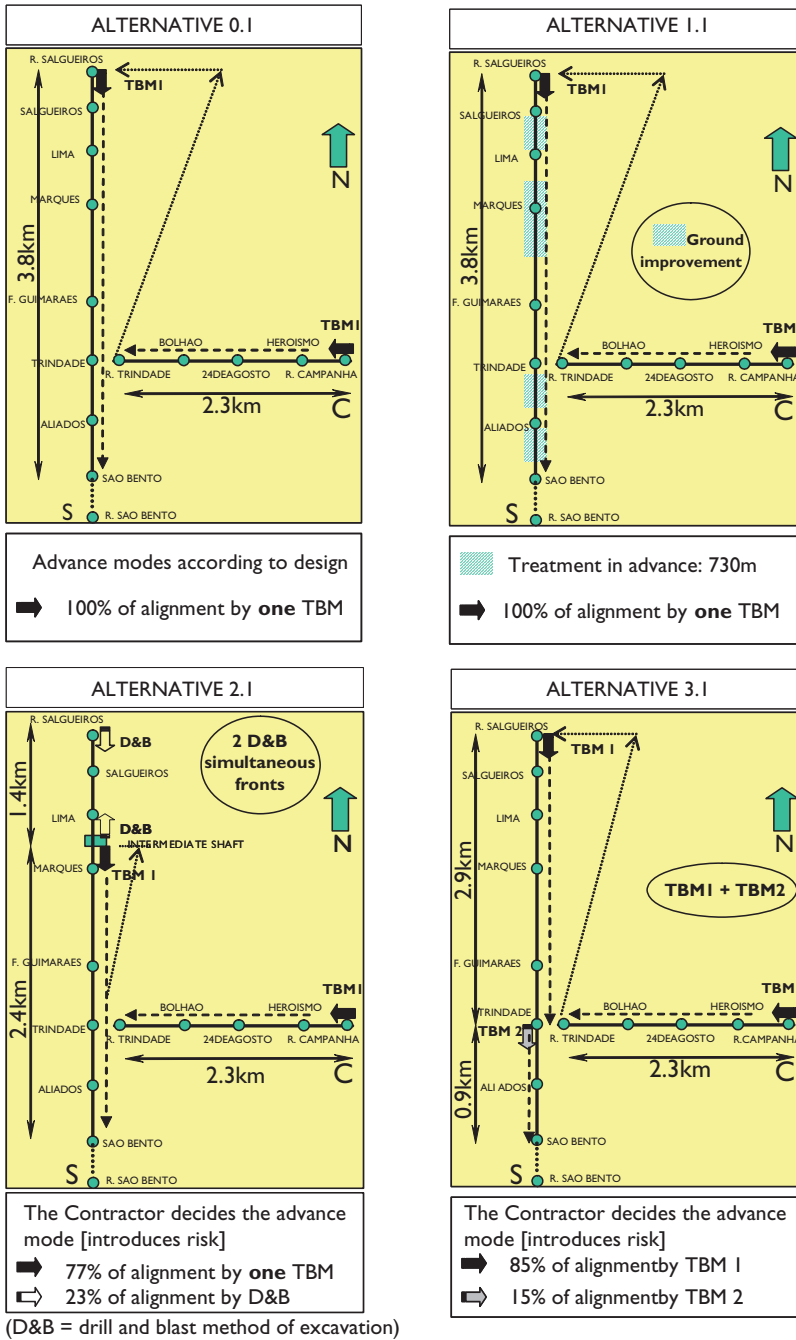 ALTERNATIVE 0.1
R. SALGUEIROS
TBM1
SALGUEIROS
LIMA
N
MARQUES
3.8km
F. GUIMARAES
TBM1
BOLHAO HEROISMO
TRINDADE
R. TRINDADE 24DEAGOSTO R. CAMPANHA
2.3km C
ALIADOS
SAO BENTO
S
R. SAO BENTO
Advance modes according to design
100% of alignment by one TBM
ALTERNATIVE 1.1
R. SALGUEIROS
TBM1
SALGUEIROS
LIMA
N
MARQUES
Ground
improvement
3.8km
F. GUIMARAES
TBM
BOLHAO HEROISMO
TRINDADE
R. TRINDADE 24DEAGOSTO R. CAMPANHA
2.3km C
ALIADOS
SAO BENTO
S
R. SAO BENTO
Treatment in advance: 730m
100% of alignment by one TBM
ALTERNATIVE 2.1
R. SALGUEIROS
D&B
2 D&B
simultaneous
fronts
SALGUEIROS
1.4km
LIMA
D&B
INTERMEDIATE SHAFT
N
MARQUES
TBM 1
F. GUIMARAES
2.4km
TBM1
BOLHAO HEROISMO
TRINDADE
R. TRINDADE 24DEAGOSTO R.CAMPANHA
2.3km C
ALIADOS
SAO BENTO
S
R. SAO BENTO
The Contractor decides the advance
mode [introduces risk]
77% of alignment by one TBM
23% of alignment by D&B
(D&B = drill and blast method of excavation)
ALTERNATIVE 3.1
R. SALGUEIROS
TBM 1
SALGUEIROS
LIMA
N
2.9km
MARQUES
TBM1 + TBM2
F. GUIMARAES
TBM
BOLHAO HEROISMO
TRINDADE
TBM 2
R. TRINDADE 24DEAGOSTO R.CAMPANHA
2.3km C
0.9km
ALI ADOS
SAO BENTO
S
R. SAO BENTO
The Contractor decides the advance
mode [introduces risk]
85% of alignmentby TBM 1
15% of alignmentby TBM 2